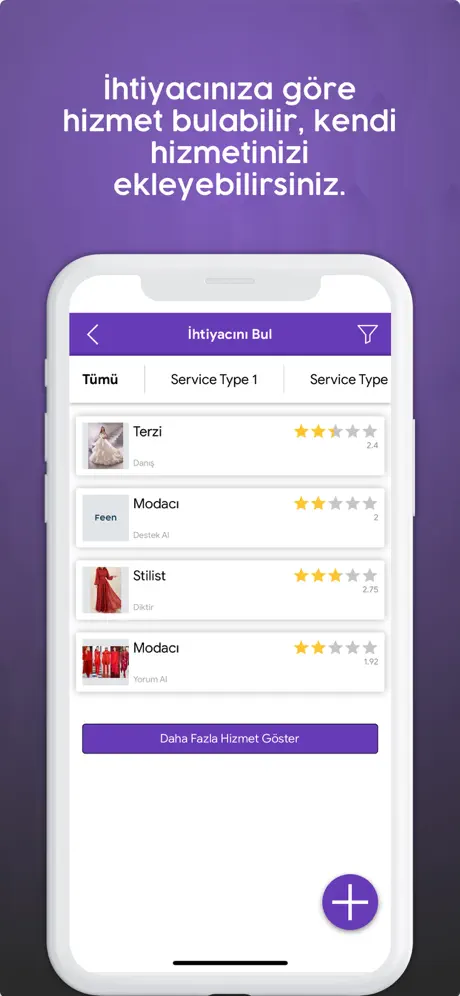 İhtiyacınıza göre
hizmet bulabilir, kendi
hizmetinizi
ekleyebilirsiniz.
İhtiyacını Bul
Tümü
Service Type 1
Service Type
Terzi
2.4
Danış
Feen
Modacı
2
Destek Al
Stilist
2.75
Diktir
Modacı
1.92
Yorum Al
Daha Fazla Hizmet Göster